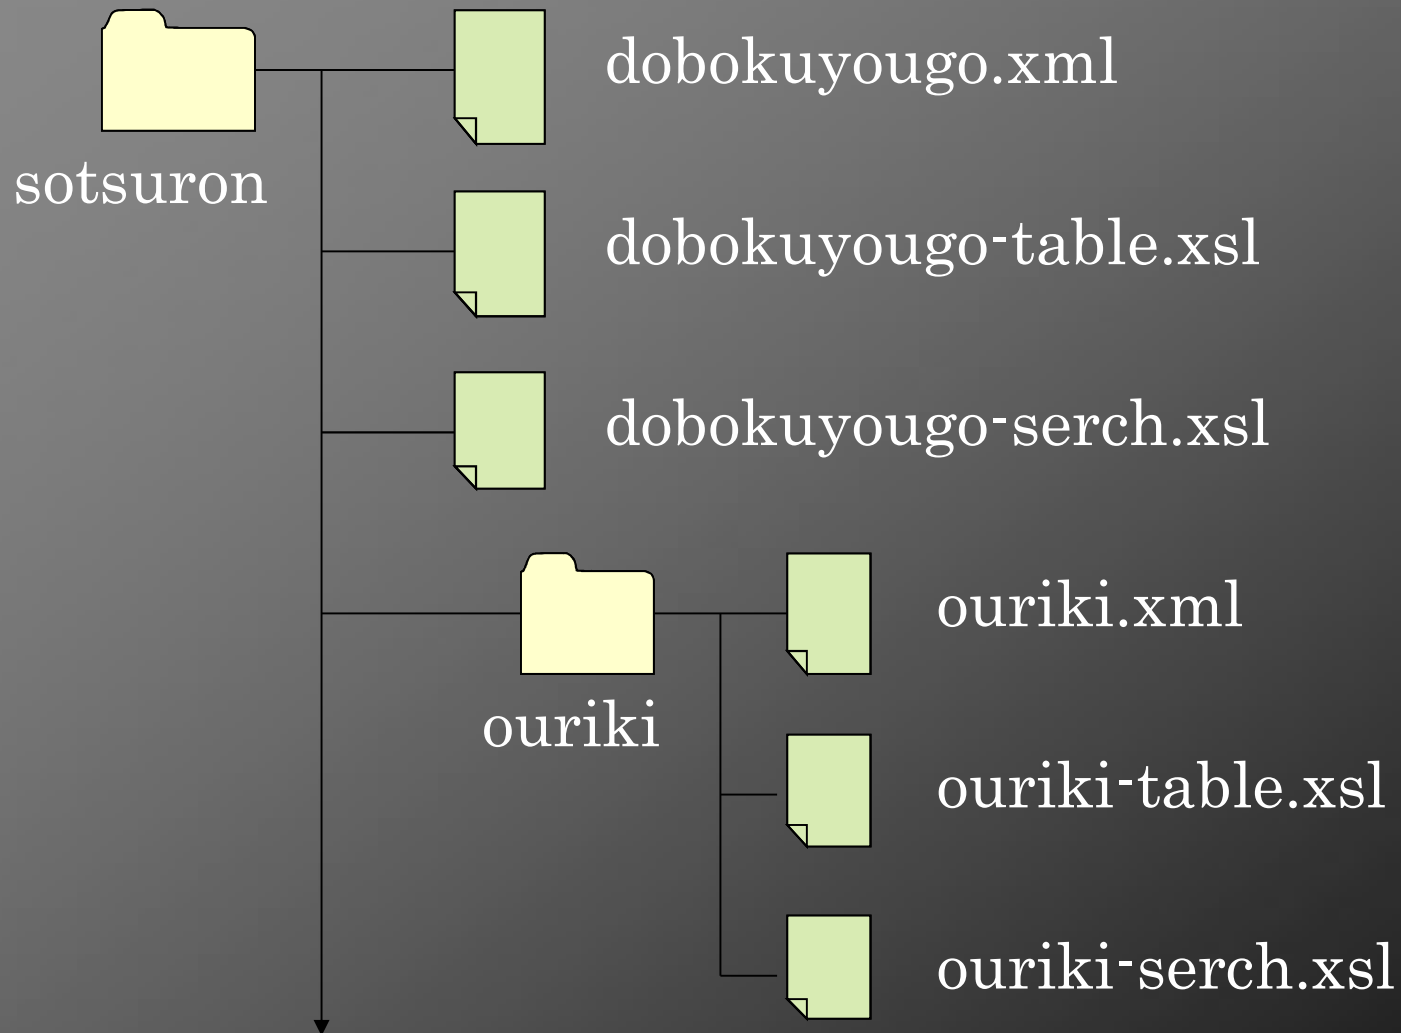 dobokuyougo.xml
sotsuron
dobokuyougo-table.xsl
dobokuyougo-serch.xsl
ouriki.xml
ouriki
ouriki-table.xsl
ouriki-serch.xsl